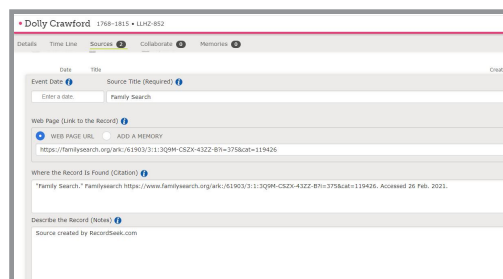 Dolly Crawford 1768-1815 • LLHZ-852
Details Time Line Sources 2 Collaborate 0 Memories 0
Date Title Creat
Event Date Source Title (Required)
Enter a date. Family Search
Web Page (Link to the Record)
WEB PAGE URL ADD A MEMORY
https://familysearch.org/ark:/61903/3:1:3Q9M-CSZX-43ZZ-B?i=375&cat=119426
Where the Record Is Found (Citation)
"Family Search." Familysearch https://www.familysearch.org/ark:/61903/3:1:3Q9M-CSZX-43ZZ-B?i=375&cat=119426. Accessed 26 Feb. 2021.
Describe the Record (Notes)
Source created by RecordSeek.com